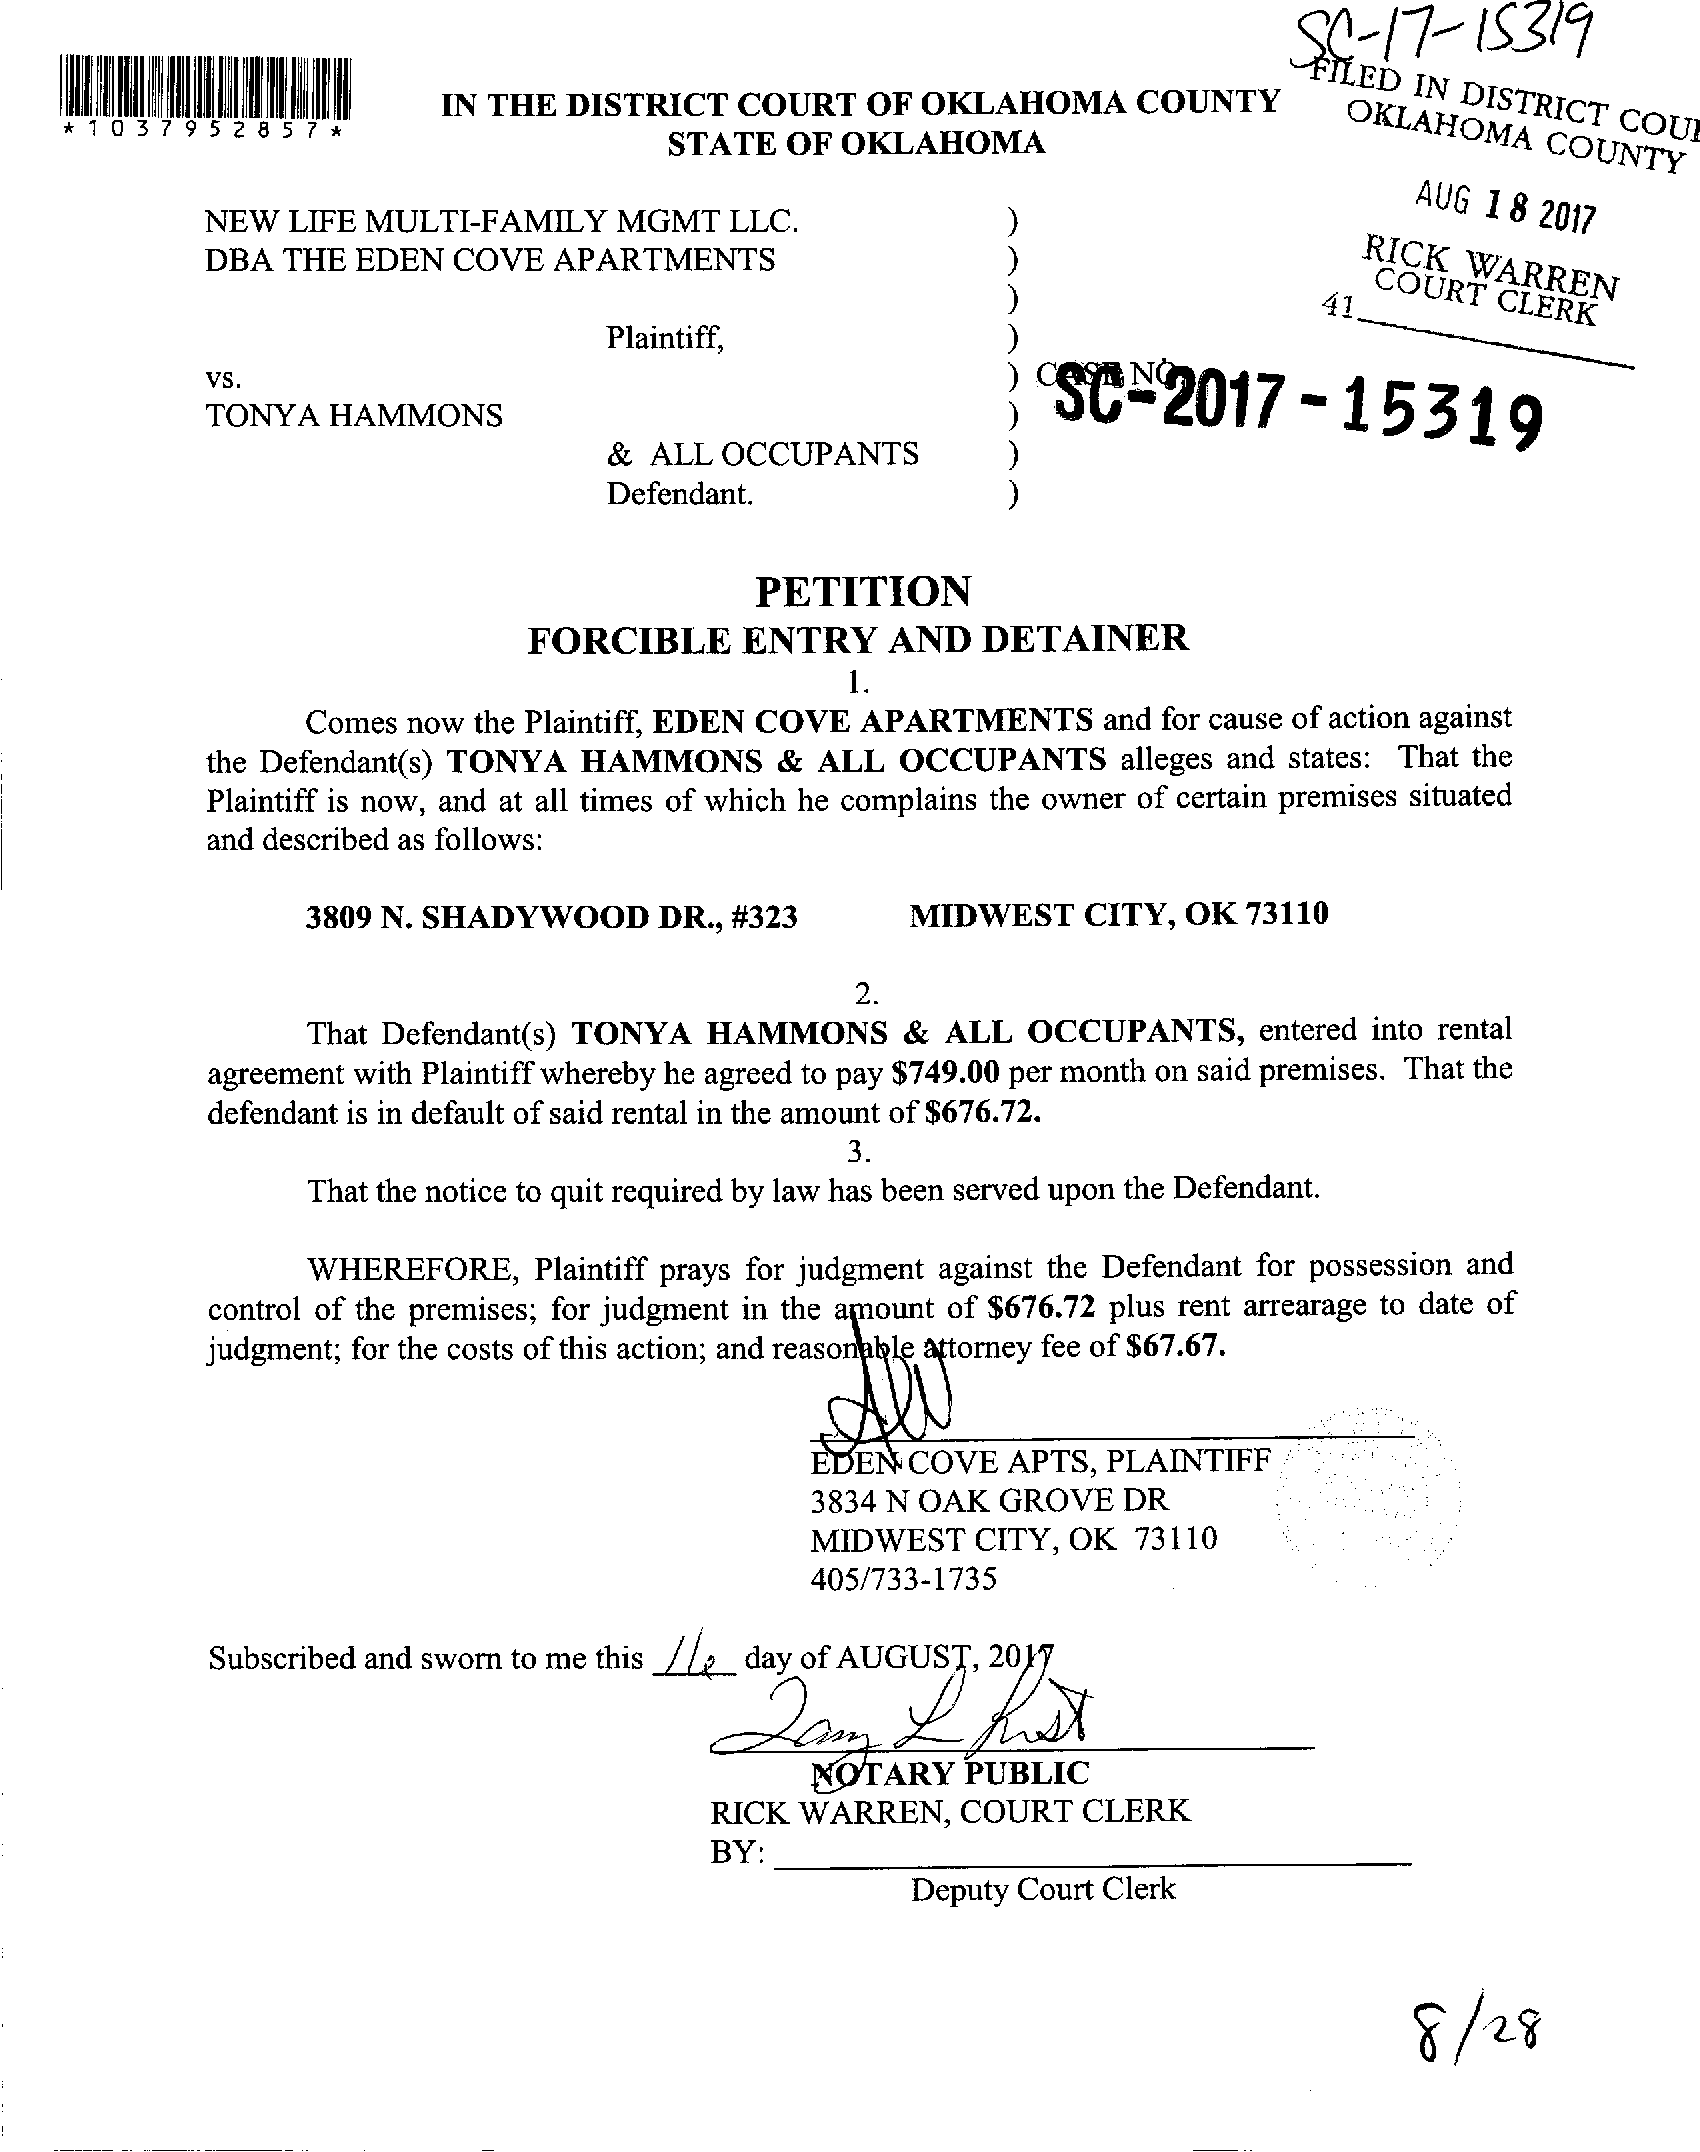 SC-17-15319
FILED IN DISTRICT COU
OKLAHOMA COUNTY
AUG 18 2017
RICK WARREN
COURT CLERK
41
*1037952857*
IN THE DISTRICT COURT OF OKLAHOMA COUNTY
STATE OF OKLAHOMA
NEW LIFE MULTI-FAMILY MGMT LLC. )
DBA THE EDEN COVE APARTMENTS )
)
Plaintiff, )
vs. ) CASE NO
SC-2017-15319
TONYA HAMMONS )
& ALL OCCUPANTS )
Defendant. )
PETITION
FORCIBLE ENTRY AND DETAINER
1.
Comes now the Plaintiff, EDEN COVE APARTMENTS and for cause of action against
the Defendant(s) TONYA HAMMONS & ALL OCCUPANTS alleges and states: That the
Plaintiff is now, and at all times of which he complains the owner of certain premises situated
and described as follows:
3809 N. SHADYWOOD DR., #323 MIDWEST CITY, OK 73110
2.
That Defendant(s) TONYA HAMMONS & ALL OCCUPANTS, entered into rental
agreement with Plaintiff whereby he agreed to pay $749.00 per month on said premises. That the
defendant is in default of said rental in the amount of $676.72.
3.
That the notice to quit required by law has been served upon the Defendant.
WHEREFORE, Plaintiff prays for judgment against the Defendant for possession and
control of the premises; for judgment in the amount of $676.72 plus rent arrearage to date of
judgment; for the costs of this action; and reasonable attorney fee of $67.67.
EDEN COVE APTS, PLAINTIFF
3834 N OAK GROVE DR
MIDWEST CITY, OK 73110
405/733-1735
Subscribed and sworn to me this 16 day of AUGUST, 2017
NOTARY PUBLIC
RICK WARREN, COURT CLERK
BY:
Deputy Court Clerk
8/28